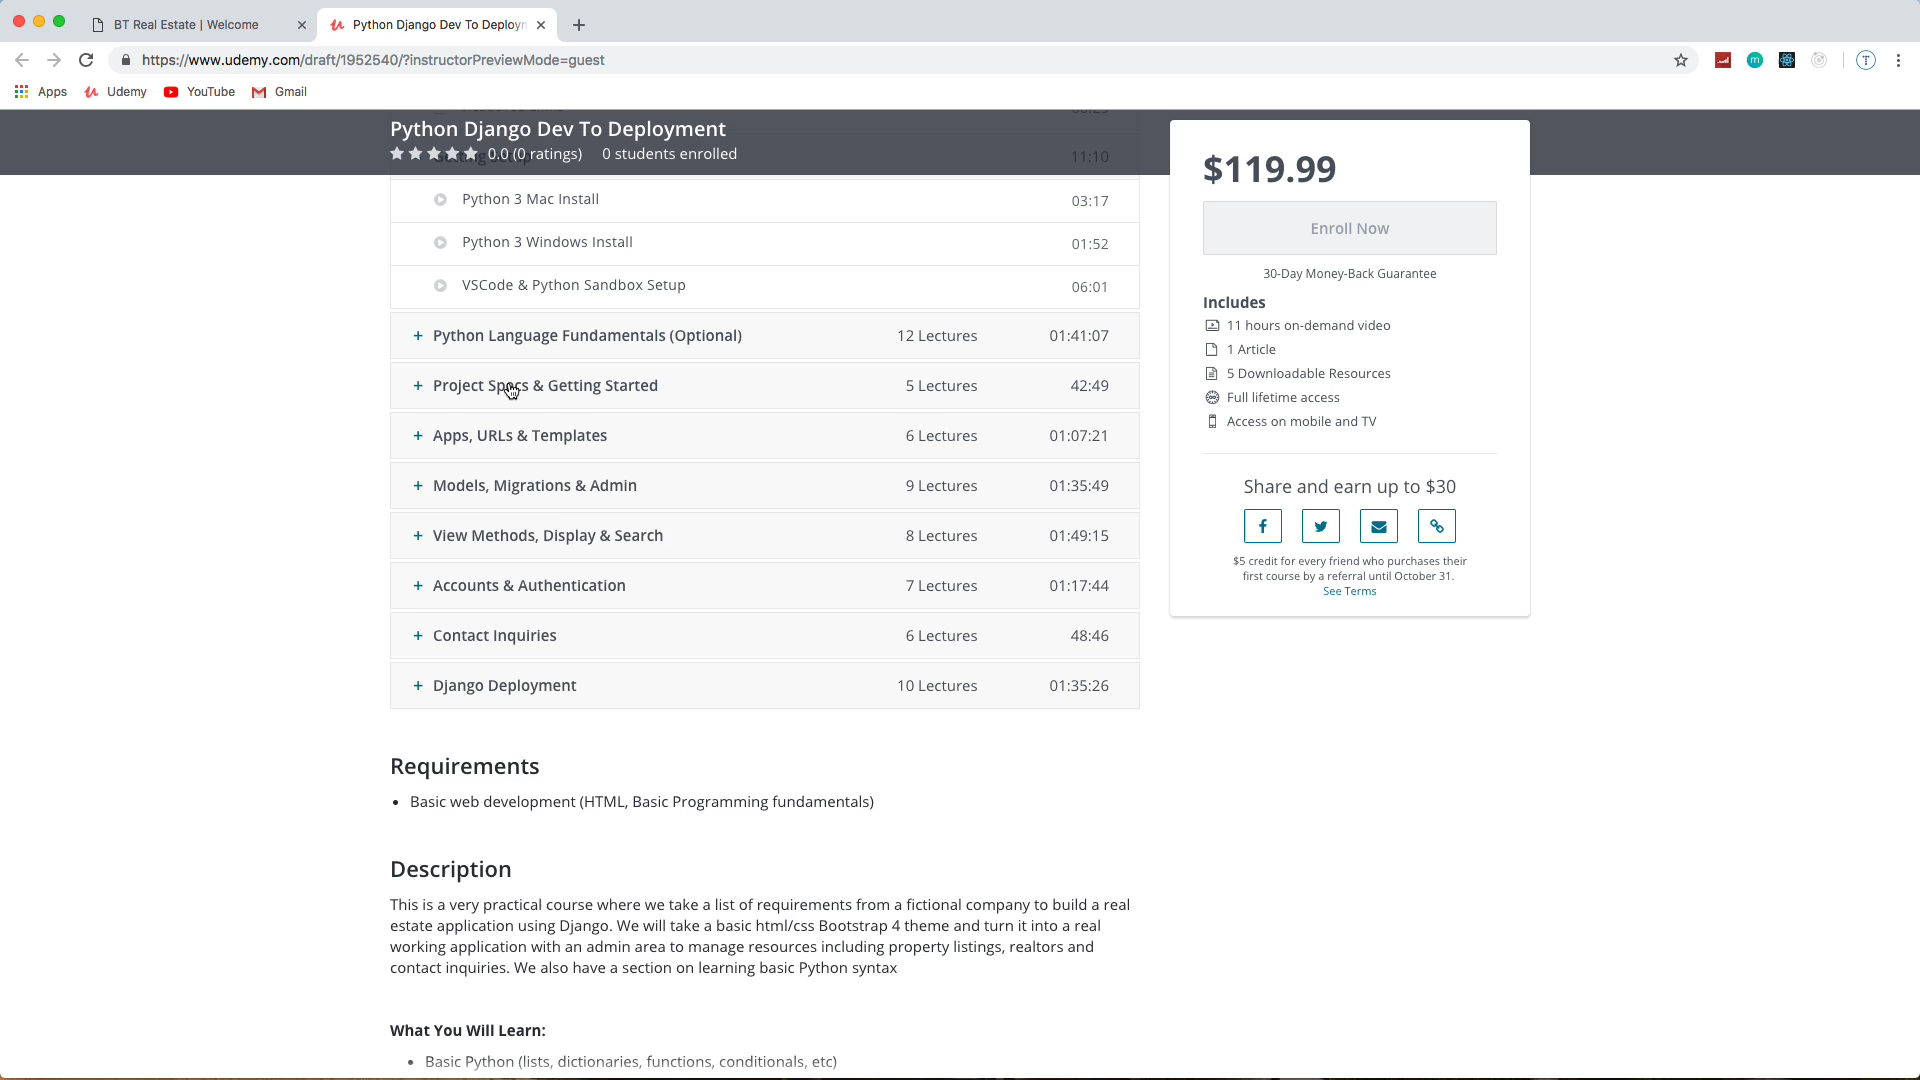 BT Real Estate | Welcome
Python Django Dev To Deploym
https://www.udemy.com/draft/1952540/?instructorPreviewMode=guest
T
Apps Udemy YouTube Gmail
Python Django Dev To Deployment
0.0 (0 ratings) 0 students enrolled
11:10
Python 3 Mac Install 03:17
Python 3 Windows Install 01:52
VSCode & Python Sandbox Setup 06:01
+ Python Language Fundamentals (Optional) 12 Lectures 01:41:07
+ Project Specs & Getting Started 5 Lectures 42:49
+ Apps, URLs & Templates 6 Lectures 01:07:21
+ Models, Migrations & Admin 9 Lectures 01:35:49
+ View Methods, Display & Search 8 Lectures 01:49:15
+ Accounts & Authentication 7 Lectures 01:17:44
+ Contact Inquiries 6 Lectures 48:46
+ Django Deployment 10 Lectures 01:35:26
Requirements
• Basic web development (HTML, Basic Programming fundamentals)
Description
This is a very practical course where we take a list of requirements from a fictional company to build a real
estate application using Django. We will take a basic html/css Bootstrap 4 theme and turn it into a real
working application with an admin area to manage resources including property listings, realtors and
contact inquiries. We also have a section on learning basic Python syntax
What You Will Learn:
• Basic Python (lists, dictionaries, functions, conditionals, etc)
$119.99
Enroll Now
30-Day Money-Back Guarantee
Includes
11 hours on-demand video
1 Article
5 Downloadable Resources
Full lifetime access
Access on mobile and TV
Share and earn up to $30
$5 credit for every friend who purchases their
first course by a referral until October 31.
See Terms